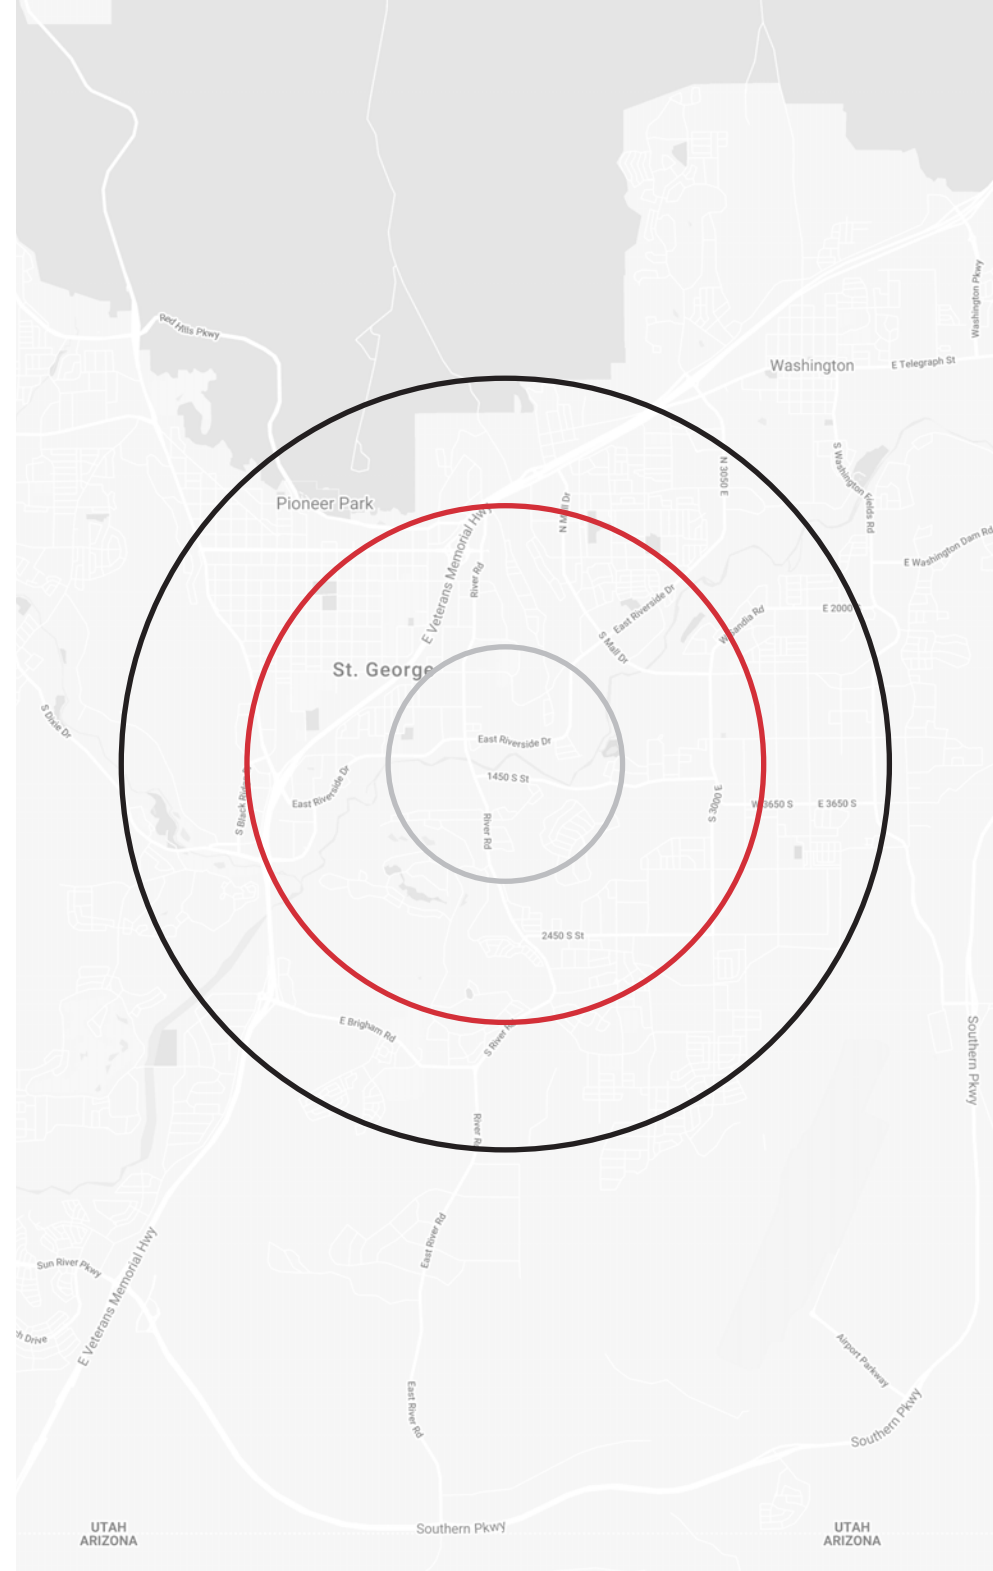 Washington Pkwy
Red Hills Pkwy
Washington
E Telegraph St
N 3050 E
S Washington Fields Rd
Pioneer Park
N Mall Dr
E Veterans Memorial Hwy
River Rd
E Washington Dam Rd
East Riverside Dr
W Sandia Rd
E 2000 S
S Mall Dr
St. George
S Dixie Dr
East Riverside Dr
1450 S St
East Riverside Dr
S Black Ridge D
S 3000 E
W 3650 S
E 3650 S
River Rd
2450 S St
E Brigham Rd
S River Rd
Southern Pkwy
River Rd
East River Rd
Sun River Pkwy
E Veterans Memorial Hwy
h Drive
Airport Parkway
East River Rd
Southern Pkwy
UTAH
ARIZONA
Southern Pkwy
UTAH
ARIZONA